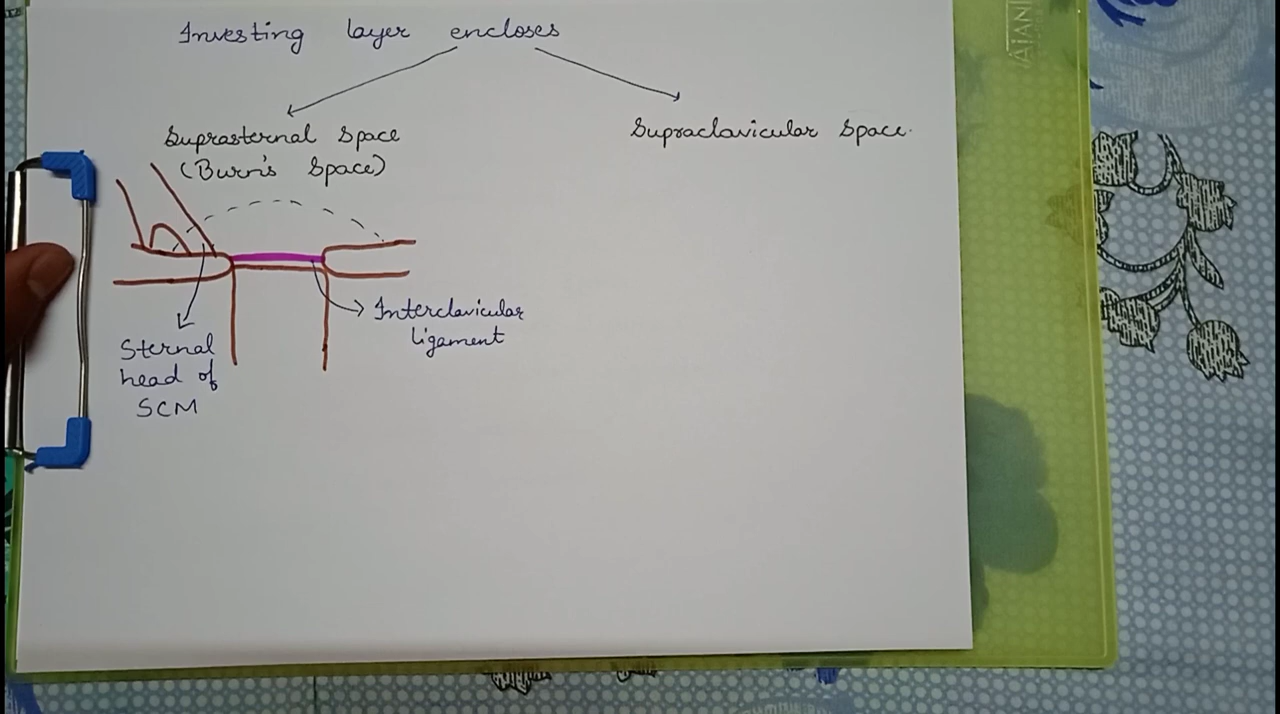 Investing layer encloses
Suprasternal Space
(Burn's Space)
Supraclavicular Space.
Interclavicular
ligament
Sternal
head of
SCM